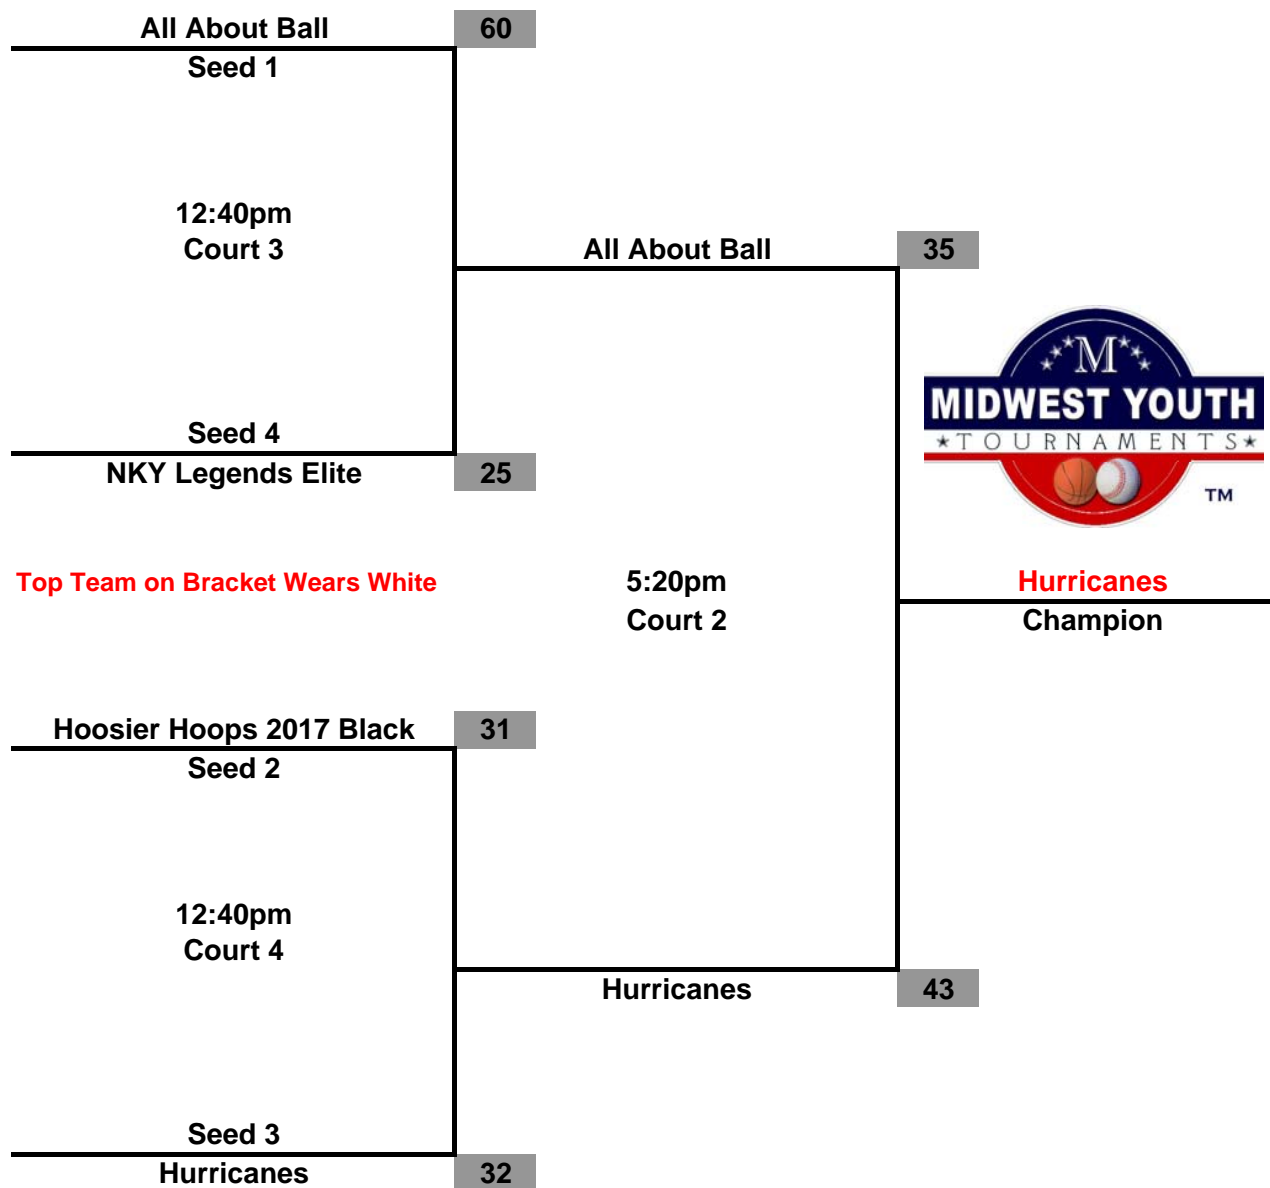 All About Ball 60
Seed 1
12:40pm
Court 3
All About Ball 35
M
MIDWEST YOUTH
TOURNAMENTS
TM
Seed 4
NKY Legends Elite 25
Top Team on Bracket Wears White
5:20pm
Court 2
Hurricanes
Champion
Hoosier Hoops 2017 Black 31
Seed 2
12:40pm
Court 4
Hurricanes 43
Seed 3
Hurricanes 32